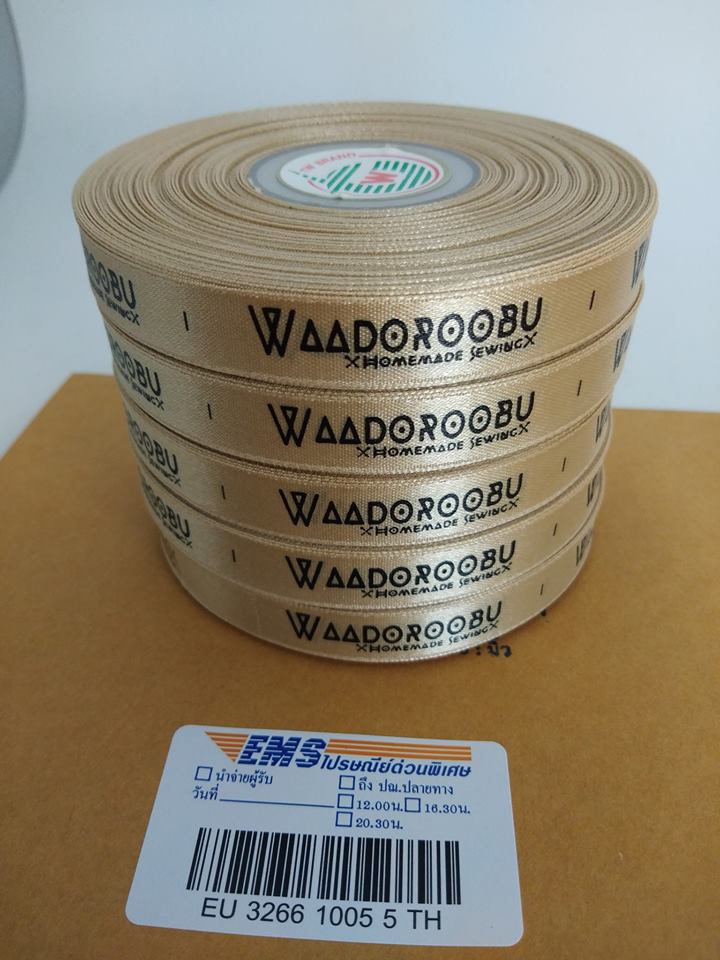 BRAND
M
ROOBU
SEWINGX
I
WAADOROOBU
XHOMEMADE SEWINGX
I
WAADOROOBU
XHOMEMADE SEWINGX
I
WAADOROOBU
XHOMEMADE SEWINGX
I
WAADOROOBU
XHOMEMADE SEWINGX
I
WAADOROOBU
XHOMEMADE SEWINGX
EMS ไปรษณีย์ด่วนพิเศษ
นำจ่ายผู้รับ
ถึง ปณ.ปลายทาง
วันที่
12.00น. 16.30น.
20.30น.
EU 3266 1005 5 TH